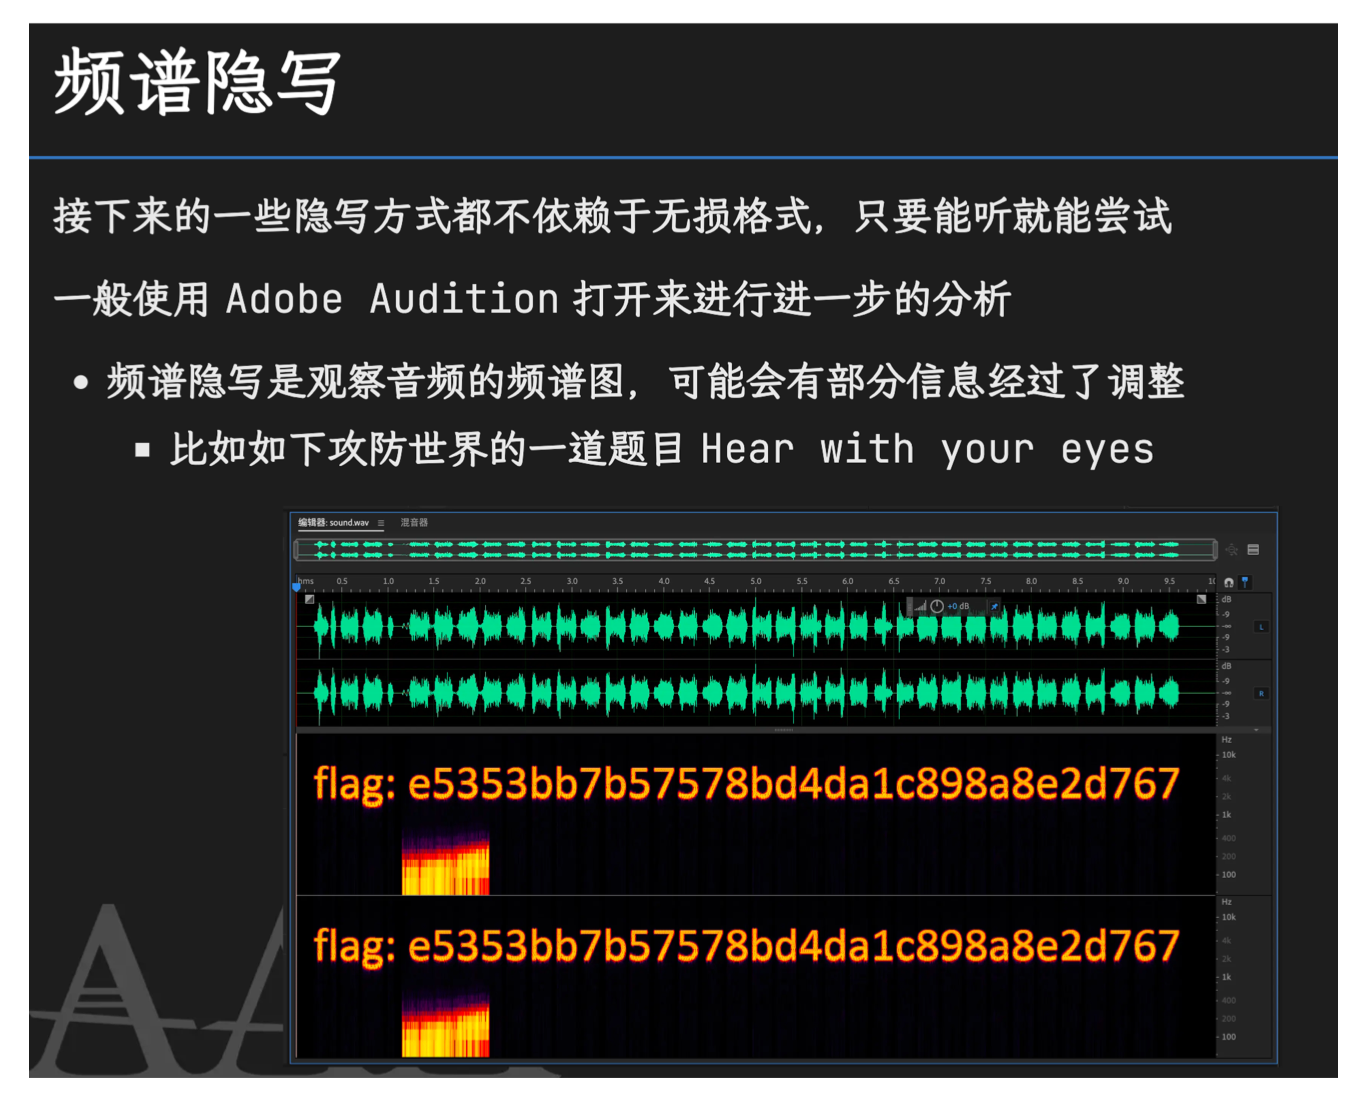 频谱隐写
接下来的一些隐写方式都不依赖于无损格式，只要能听就能尝试
一般使用 Adobe Audition 打开来进行进一步的分析
• 频谱隐写是观察音频的频谱图，可能会有部分信息经过了调整
▪ 比如如下攻防世界的一道题目 Hear with your eyes
编辑器: sound.wav ≡ 混音器
hms 0.5 1.0 1.5 2.0 2.5 3.0 3.5 4.0 4.5 5.0 5.5 6.0 6.5 7.0 7.5 8.0 8.5 9.0 9.5 10
+0 dB
dB
-9
-∞
-9
-3
L
dB
-9
-∞
-9
-3
R
flag: e5353bb7b57578bd4da1c898a8e2d767
Hz
10k
4k
2k
1k
400
200
100
flag: e5353bb7b57578bd4da1c898a8e2d767
Hz
10k
4k
2k
1k
400
200
100